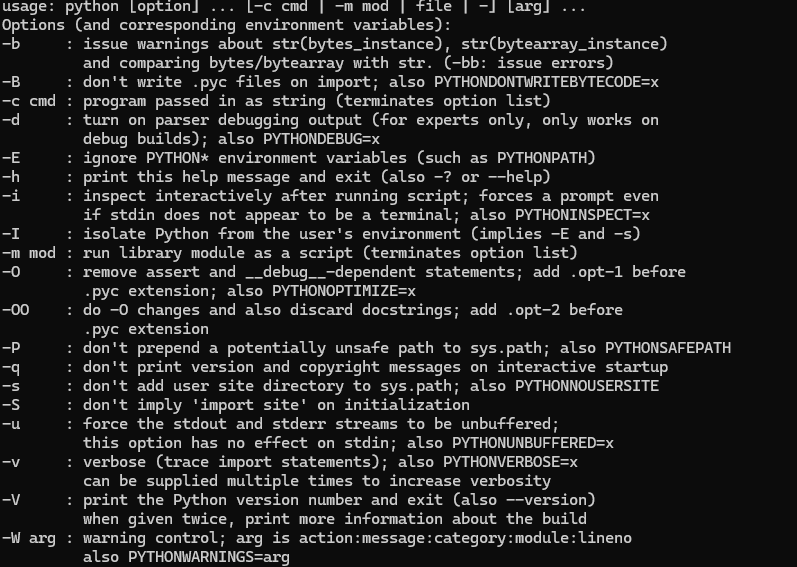 usage: python [option] ... [-c cmd | -m mod | file | -] [arg] ...
Options (and corresponding environment variables):
-b     : issue warnings about str(bytes_instance), str(bytearray_instance)
         and comparing bytes/bytearray with str. (-bb: issue errors)
-B     : don't write .pyc files on import; also PYTHONDONTWRITEBYTECODE=x
-c cmd : program passed in as string (terminates option list)
-d     : turn on parser debugging output (for experts only, only works on
         debug builds); also PYTHONDEBUG=x
-E     : ignore PYTHON* environment variables (such as PYTHONPATH)
-h     : print this help message and exit (also -? or --help)
-i     : inspect interactively after running script; forces a prompt even
         if stdin does not appear to be a terminal; also PYTHONINSPECT=x
-I     : isolate Python from the user's environment (implies -E and -s)
-m mod : run library module as a script (terminates option list)
-O     : remove assert and __debug__-dependent statements; add .opt-1 before
         .pyc extension; also PYTHONOPTIMIZE=x
-OO    : do -O changes and also discard docstrings; add .opt-2 before
         .pyc extension
-P     : don't prepend a potentially unsafe path to sys.path; also PYTHONSAFEPATH
-q     : don't print version and copyright messages on interactive startup
-s     : don't add user site directory to sys.path; also PYTHONNOUSERSITE
-S     : don't imply 'import site' on initialization
-u     : force the stdout and stderr streams to be unbuffered;
         this option has no effect on stdin; also PYTHONUNBUFFERED=x
-v     : verbose (trace import statements); also PYTHONVERBOSE=x
         can be supplied multiple times to increase verbosity
-V     : print the Python version number and exit (also --version)
         when given twice, print more information about the build
-W arg : warning control; arg is action:message:category:module:lineno
         also PYTHONWARNINGS=arg